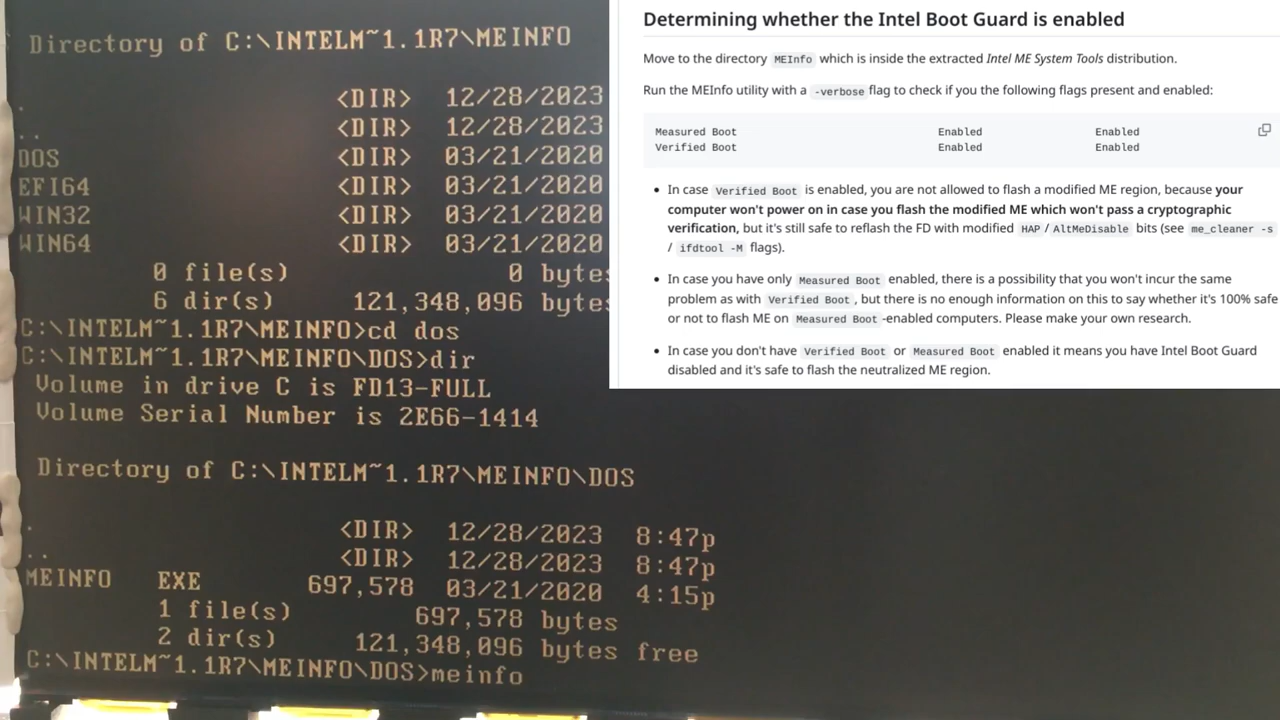 Directory of C:\INTELM~1.1R7\MEINFO
. <DIR> 12/28/2023
.. <DIR> 12/28/2023
DOS <DIR> 03/21/2020
EFI64 <DIR> 03/21/2020
WIN32 <DIR> 03/21/2020
WIN64 <DIR> 03/21/2020
0 file(s) 0 bytes
6 dir(s) 121,348,096 bytes
C:\INTELM~1.1R7\MEINFO>cd dos
C:\INTELM~1.1R7\MEINFO\DOS>dir
Volume in drive C is FD13-FULL
Volume Serial Number is 2E66-1414
Directory of C:\INTELM~1.1R7\MEINFO\DOS
. <DIR> 12/28/2023 8:47p
.. <DIR> 12/28/2023 8:47p
MEINFO EXE 697,578 03/21/2020 4:15p
1 file(s) 697,578 bytes
2 dir(s) 121,348,096 bytes free
C:\INTELM~1.1R7\MEINFO\DOS>meinfo
Determining whether the Intel Boot Guard is enabled
Move to the directory MEInfo which is inside the extracted Intel ME System Tools distribution.
Run the MEInfo utility with a -verbose flag to check if you the following flags present and enabled:
Measured Boot Enabled Enabled
Verified Boot Enabled Enabled
• In case Verified Boot is enabled, you are not allowed to flash a modified ME region, because your
computer won't power on in case you flash the modified ME which won't pass a cryptographic
verification, but it's still safe to reflash the FD with modified HAP / AltMeDisable bits (see me_cleaner -s
/ ifdtool -M flags).
• In case you have only Measured Boot enabled, there is a possibility that you won't incur the same
problem as with Verified Boot , but there is no enough information on this to say whether it's 100% safe
or not to flash ME on Measured Boot -enabled computers. Please make your own research.
• In case you don't have Verified Boot or Measured Boot enabled it means you have Intel Boot Guard
disabled and it's safe to flash the neutralized ME region.